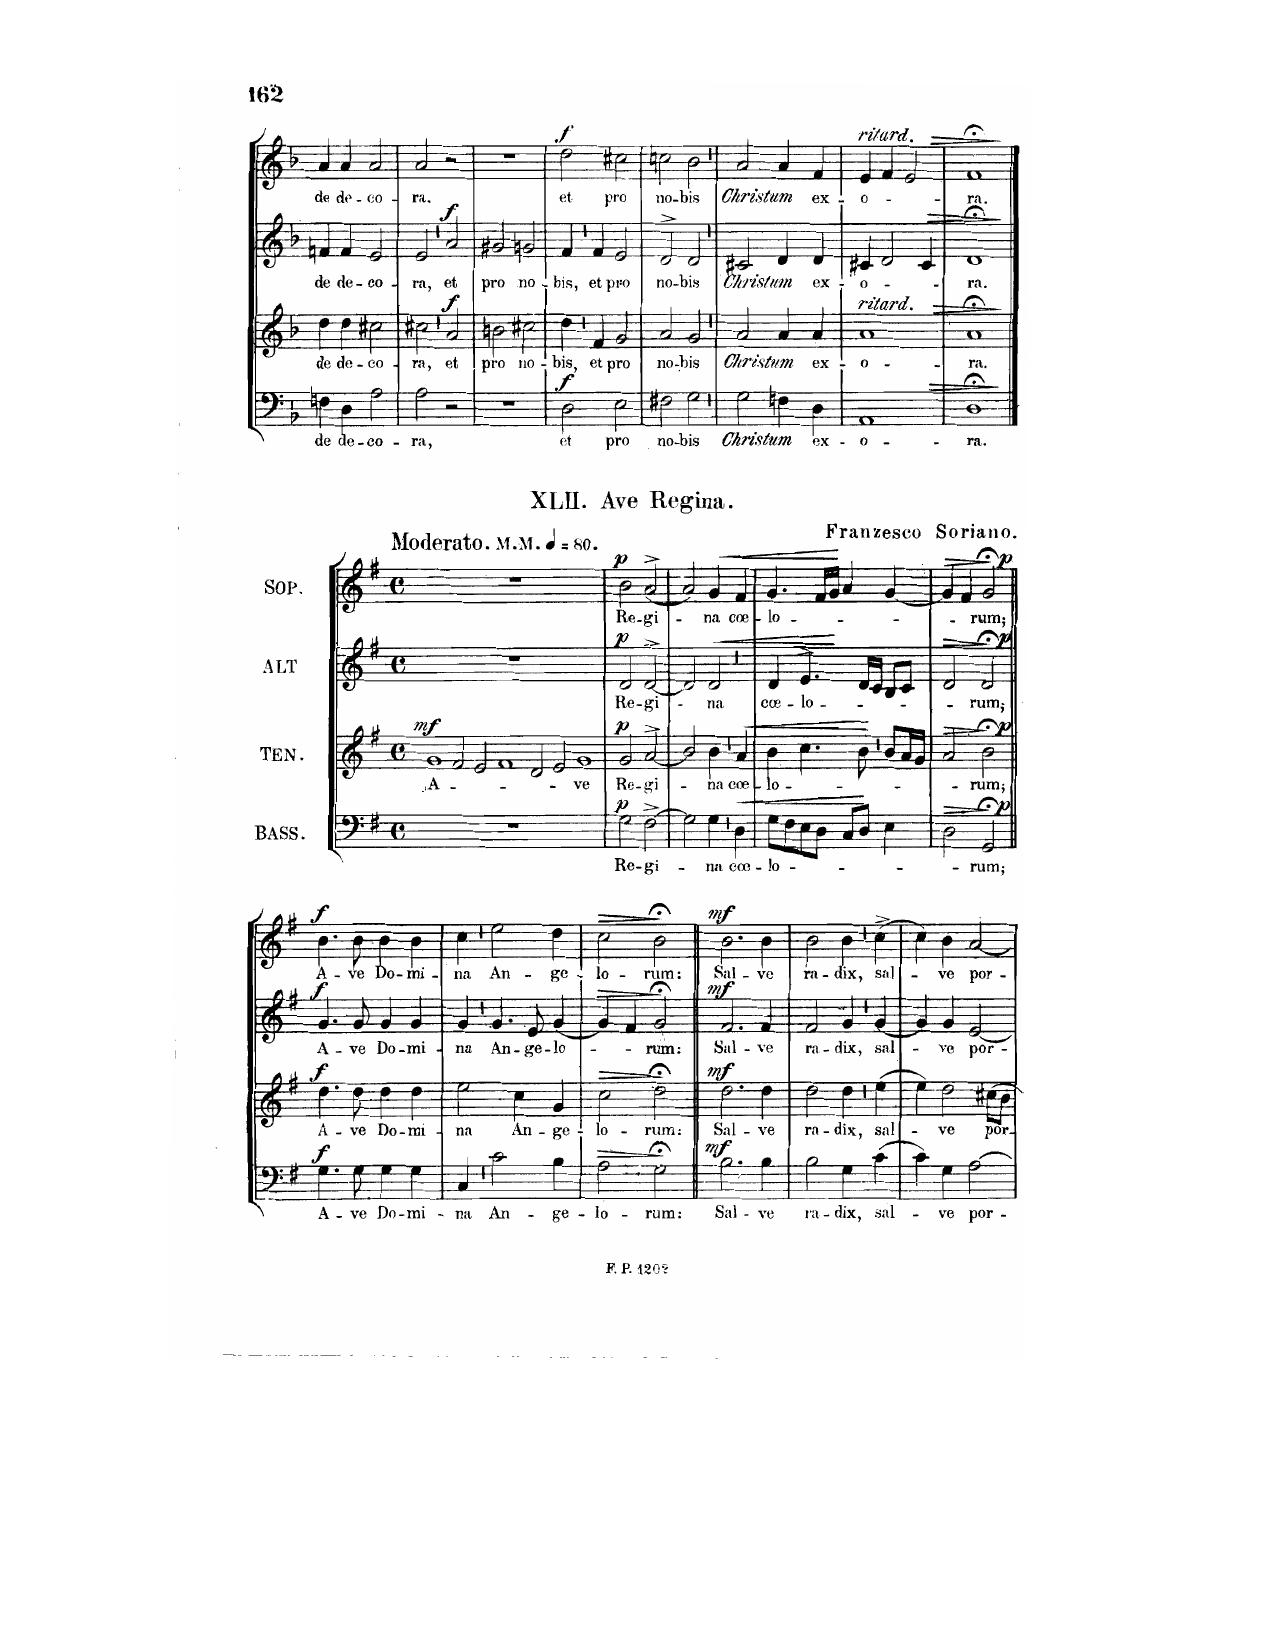 162
f ritard.
de de - co - ra. et pro no-bis Christum ex - o - - - ra.
f
de de - co - ra, et pro no - bis, et pro no-bis Christum ex - o - - - ra.
f ritard.
de de - co - ra, et pro no - bis, et pro no-bis Christum ex - o - - - ra.
f
de de - co - ra, et pro no-bis Christum ex - o - - ra.
XLII. Ave Regina.
Franzesco Soriano.
Moderato. M.M. = 80.
p p
SOP.
Re-gi - na cœ - lo - - - - - rum;
p p
ALT
Re-gi - na cœ - lo - - - - - rum;
mf p p
TEN.
A - - - - ve Re-gi - na cœ - lo - - - - rum;
p p
BASS.
Re-gi - na cœ - lo - - - - - rum;
f mf
A - ve Do-mi - na An - ge - lo - rum: Sal - ve ra-dix, sal - ve por -
f mf
A - ve Do-mi - na An-ge-lo - - rum: Sal - ve ra-dix, sal - ve por -
f mf
A - ve Do-mi - na An - ge - lo - rum: Sal - ve ra-dix, sal - ve por -
f mf
A - ve Do-mi - na An - ge - lo - rum: Sal - ve ra-dix, sal - ve por -
F. P. 1202